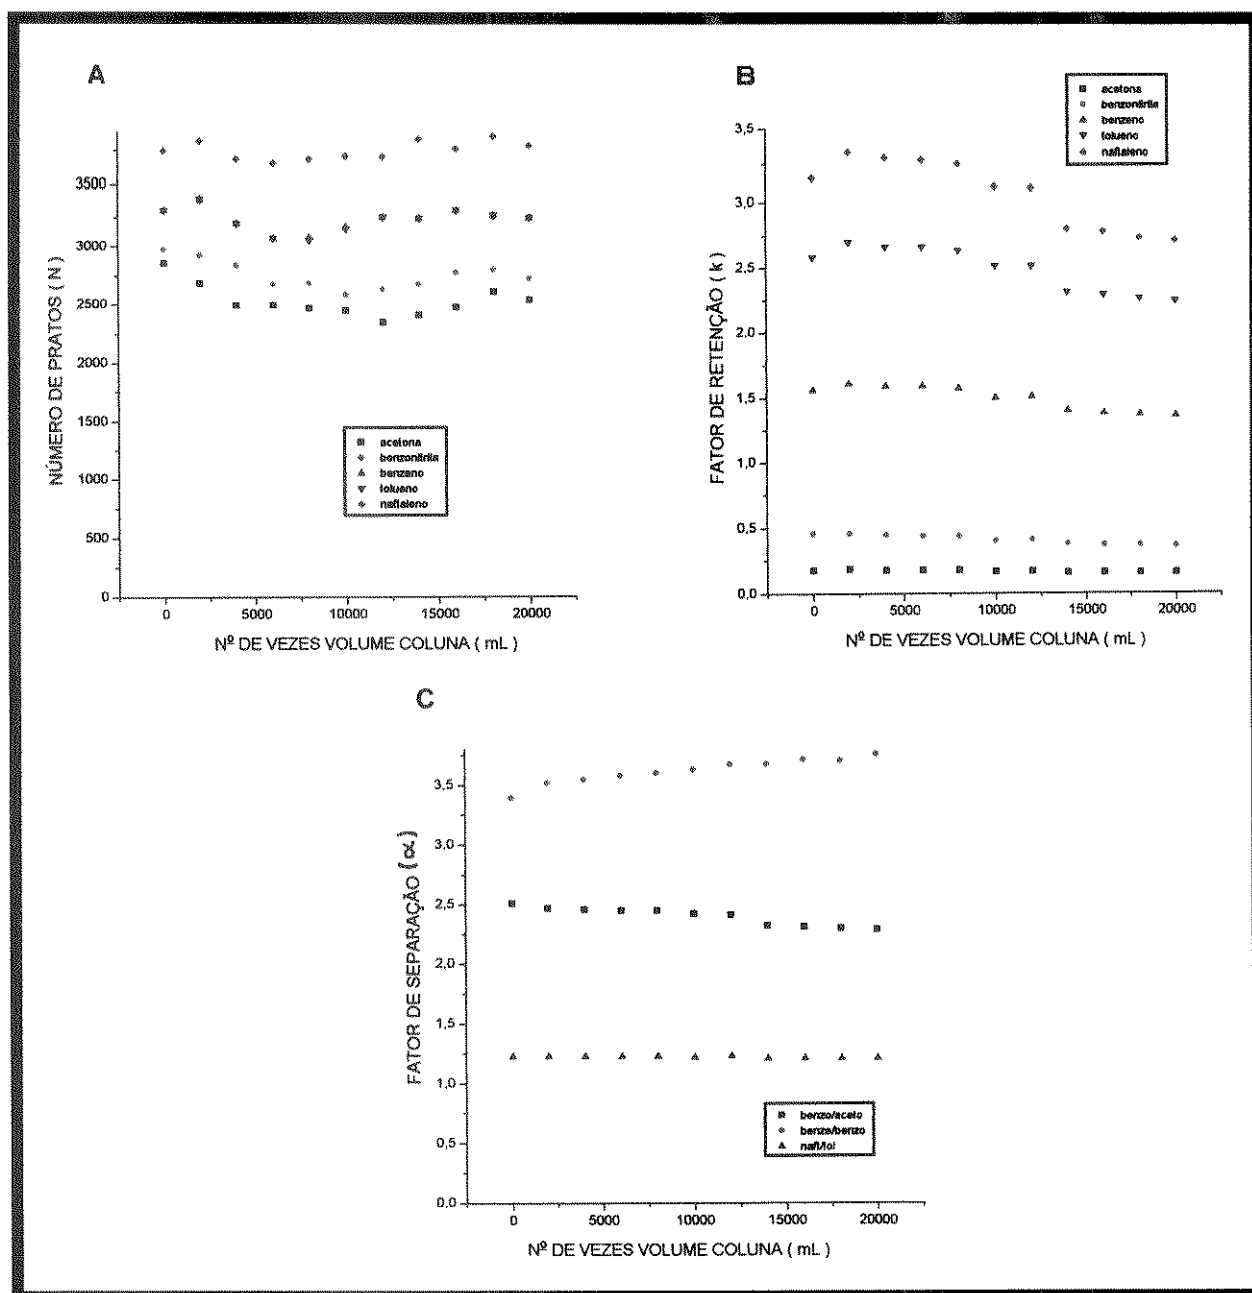 A
NÚMERO DE PRATOS ( N )
3500
3000
2500
2000
1500
1000
500
0
0 5000 10000 15000 20000
Nº DE VEZES VOLUME COLUNA ( mL )
acetona
benzonitrila
benzeno
tolueno
naftaleno
B
FATOR DE RETENÇÃO ( k )
3,5
3,0
2,5
2,0
1,5
1,0
0,5
0,0
0 5000 10000 15000 20000
Nº DE VEZES VOLUME COLUNA ( mL )
acetona
benzonitrila
benzeno
tolueno
naftaleno
C
FATOR DE SEPARAÇÃO ( α )
3,5
3,0
2,5
2,0
1,5
1,0
0,5
0,0
0 5000 10000 15000 20000
Nº DE VEZES VOLUME COLUNA ( mL )
benzo/aceto
benze/benzo
naft/tol